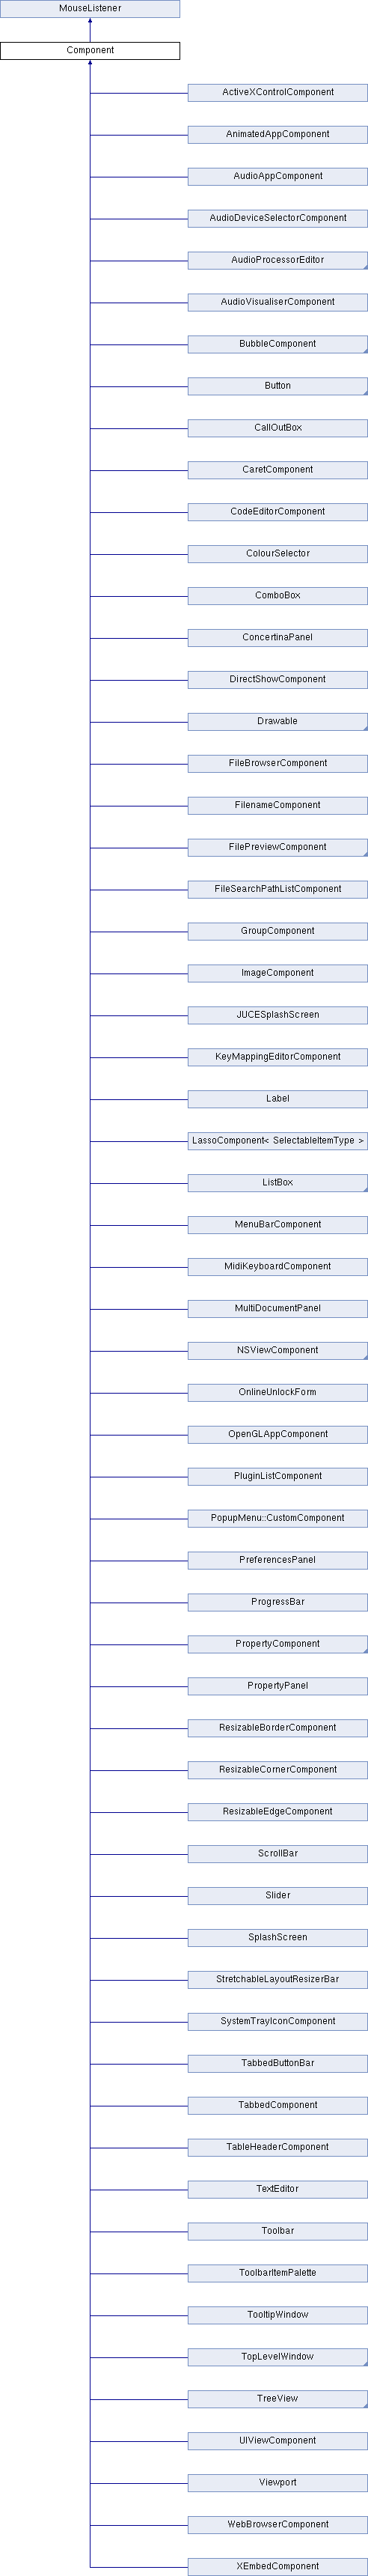 MouseListener
Component
ActiveXControlComponent
AnimatedAppComponent
AudioAppComponent
AudioDeviceSelectorComponent
AudioProcessorEditor
AudioVisualiserComponent
BubbleComponent
Button
CallOutBox
CaretComponent
CodeEditorComponent
ColourSelector
ComboBox
ConcertinaPanel
DirectShowComponent
Drawable
FileBrowserComponent
FilenameComponent
FilePreviewComponent
FileSearchPathListComponent
GroupComponent
ImageComponent
JUCESplashScreen
KeyMappingEditorComponent
Label
LassoComponent< SelectableItemType >
ListBox
MenuBarComponent
MidiKeyboardComponent
MultiDocumentPanel
NSViewComponent
OnlineUnlockForm
OpenGLAppComponent
PluginListComponent
PopupMenu::CustomComponent
PreferencesPanel
ProgressBar
PropertyComponent
PropertyPanel
ResizableBorderComponent
ResizableCornerComponent
ResizableEdgeComponent
ScrollBar
Slider
SplashScreen
StretchableLayoutResizerBar
SystemTrayIconComponent
TabbedButtonBar
TabbedComponent
TableHeaderComponent
TextEditor
Toolbar
ToolbarItemPalette
TooltipWindow
TopLevelWindow
TreeView
UIViewComponent
Viewport
WebBrowserComponent
XEmbedComponent